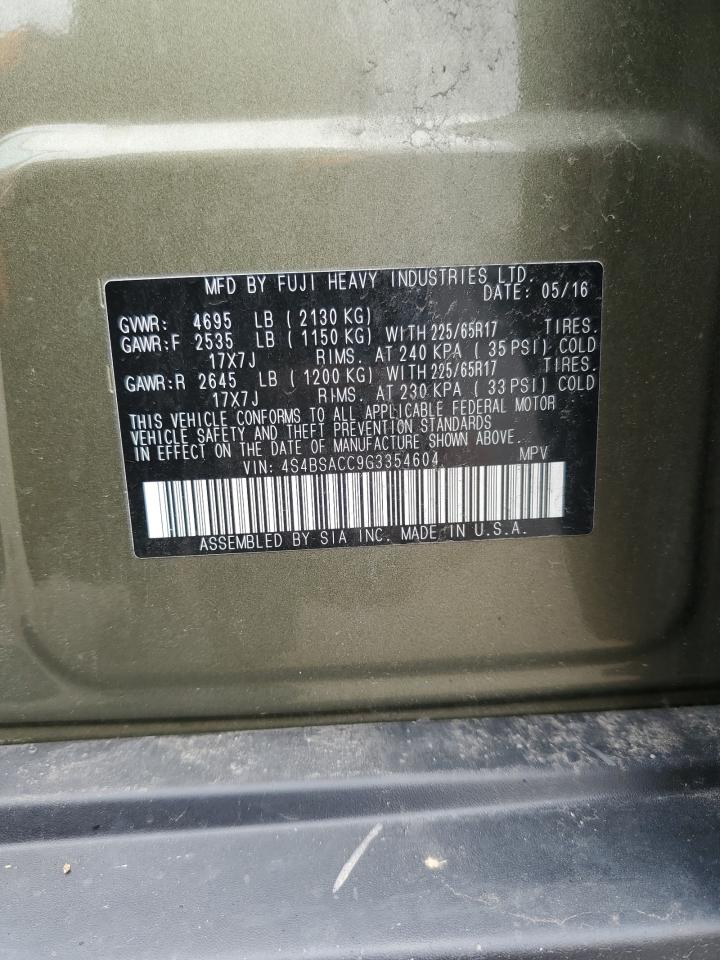 MFD BY FUJI HEAVY INDUSTRIES LTD.
DATE: 05/16
GVWR: 4695 LB ( 2130 KG)
GAWR:F 2535 LB ( 1150 KG) WITH 225/65R17 TIRES.
17X7J RIMS. AT 240 KPA ( 35 PSI) COLD
GAWR:R 2645 LB ( 1200 KG) WITH 225/65R17 TIRES.
17X7J RIMS. AT 230 KPA ( 33 PSI) COLD
THIS VEHICLE CONFORMS TO ALL APPLICABLE FEDERAL MOTOR
VEHICLE SAFETY AND THEFT PREVENTION STANDARDS
IN EFFECT ON THE DATE OF MANUFACTURE SHOWN ABOVE.
VIN: 4S4BSACC9G3354604 MPV
ASSEMBLED BY SIA INC. MADE IN U.S.A.